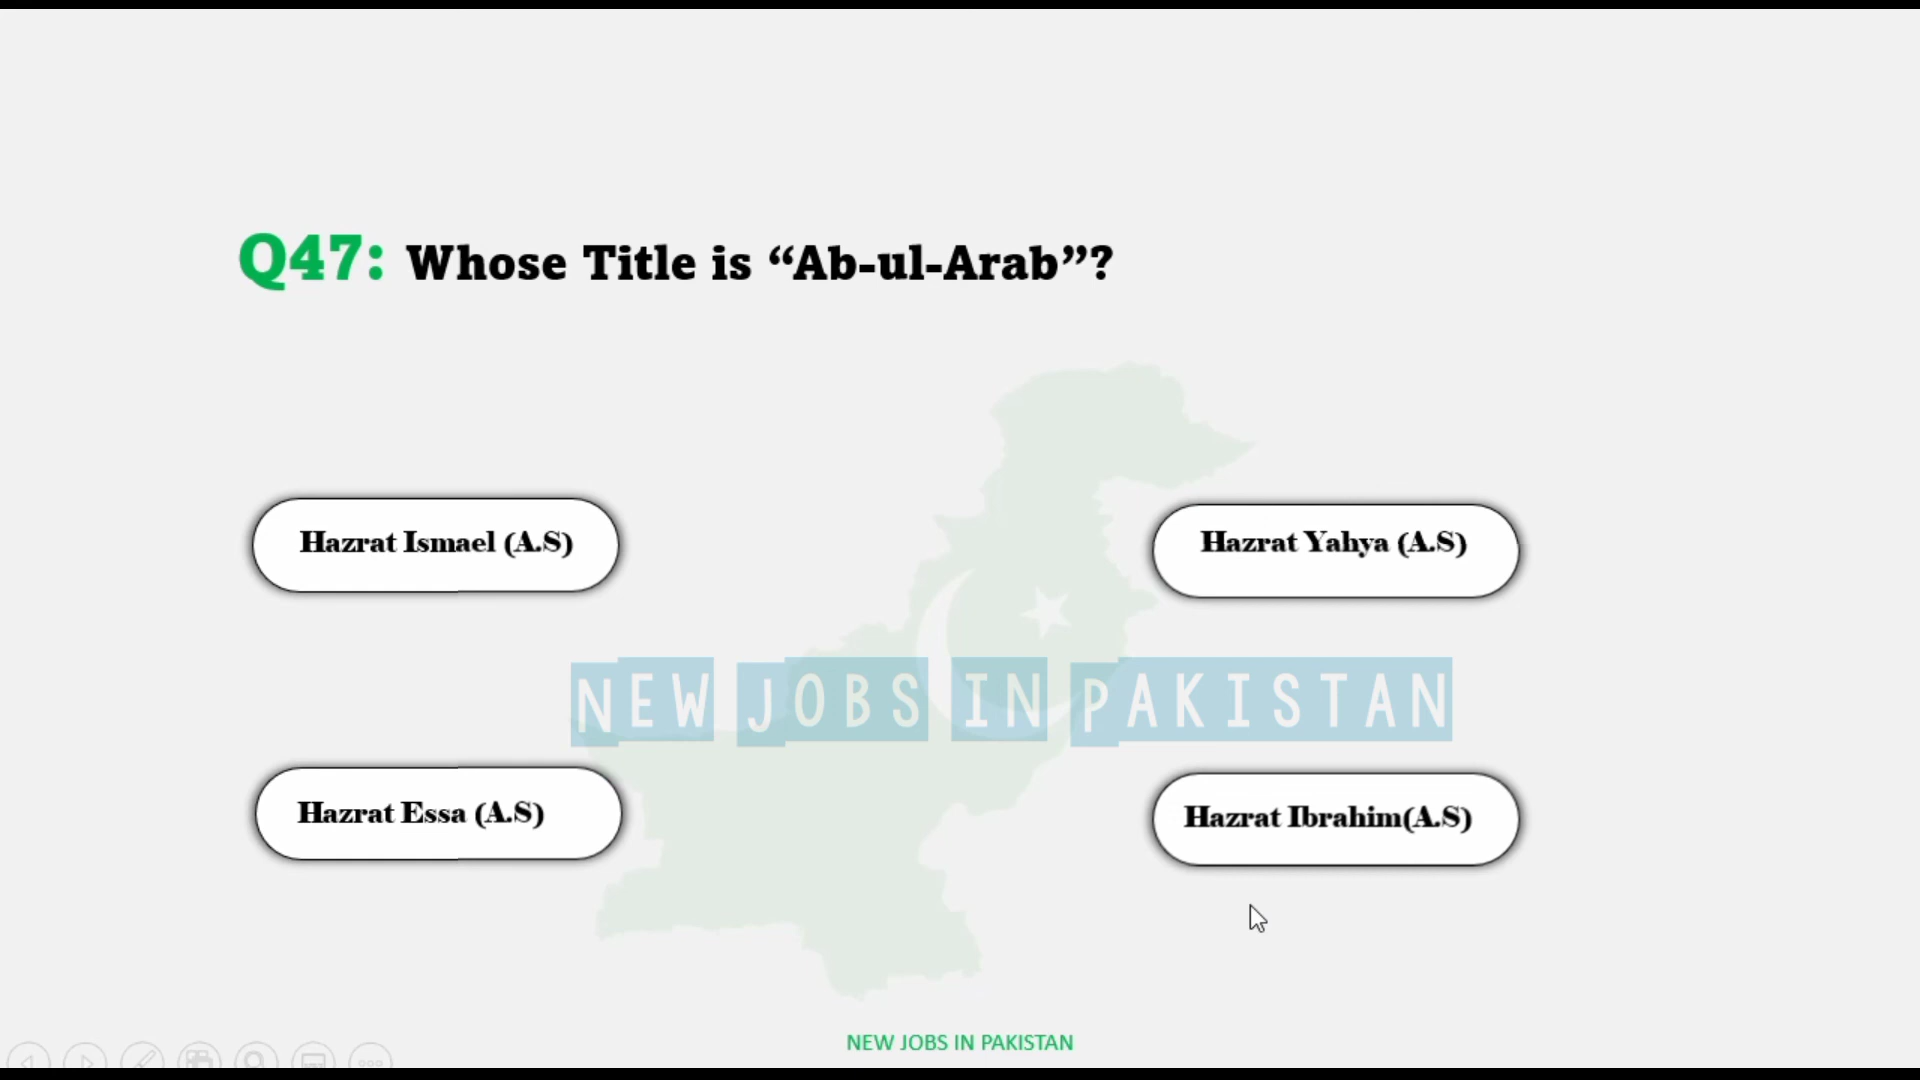 Q47: Whose Title is “Ab-ul-Arab”?
Hazrat Ismael (A.S)
Hazrat Yahya (A.S)
NEW JOBS IN PAKISTAN
Hazrat Essa (A.S)
Hazrat Ibrahim(A.S)
NEW JOBS IN PAKISTAN